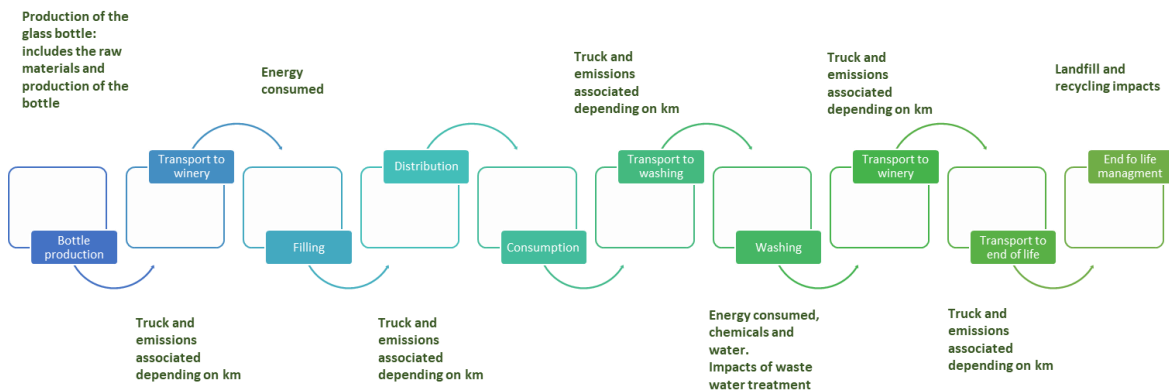 Production of the
glass bottle:
includes the raw
materials and
production of the
bottle
Energy
consumed
Truck and
emissions
associated
depending on km
Truck and
emissions
associated
depending on km
Landfill and
recycling impacts
Transport to
winery
Distribution
Transport to
washing
Transport to
winery
End fo life
managment
Bottle
production
Filling
Consumption
Washing
Transport to
end of life
Truck and
emissions
associated
depending on km
Truck and
emissions
associated
depending on km
Energy consumed,
chemicals and
water.
Impacts of waste
water treatment
Truck and
emissions
associated
depending on km